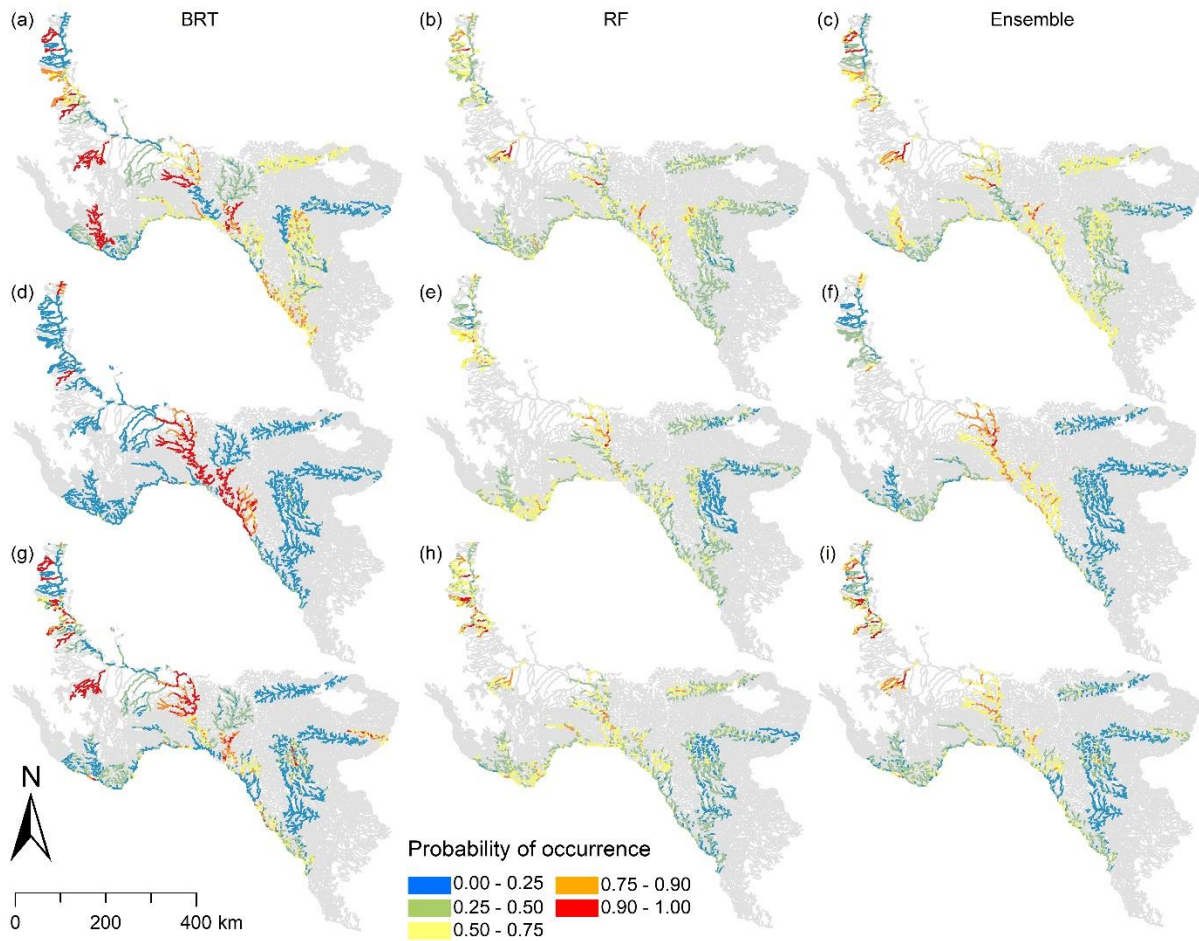 (a) BRT (b) RF (c) Ensemble
(d) (e) (f)
(g) (h) (i)
N
Probability of occurrence
0.00 - 0.25 0.75 - 0.90
0.25 - 0.50 0.90 - 1.00
0.50 - 0.75
0 200 400 km